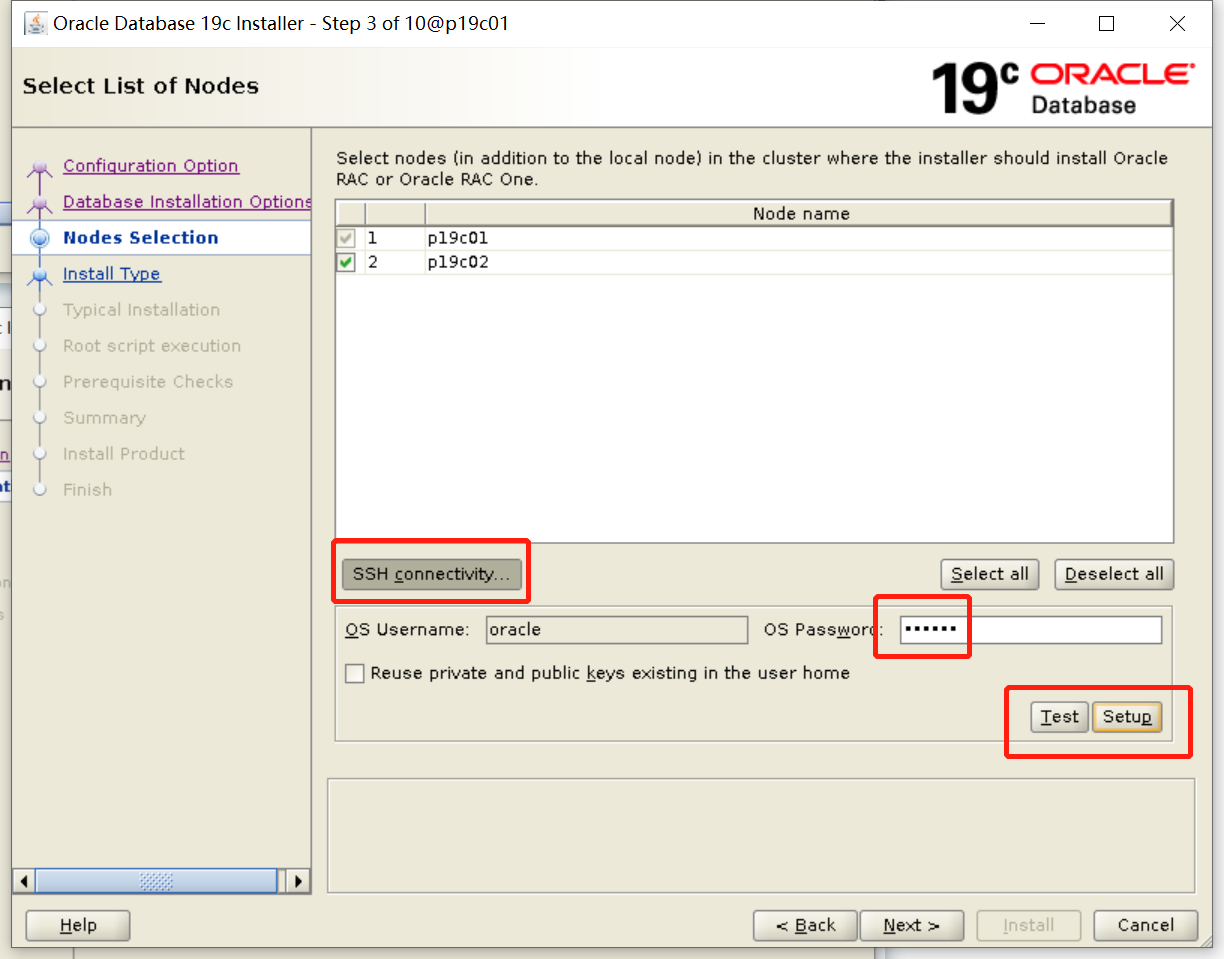 Oracle Database 19c Installer - Step 3 of 10@p19c01
Select List of Nodes
19c ORACLE
Database
Configuration Option
Database Installation Options
Nodes Selection
Install Type
Typical Installation
Root script execution
Prerequisite Checks
Summary
Install Product
Finish
Select nodes (in addition to the local node) in the cluster where the installer should install Oracle
RAC or Oracle RAC One.
Node name
1 p19c01
2 p19c02
SSH connectivity...
Select all
Deselect all
OS Username: oracle OS Password: ••••••
Reuse private and public keys existing in the user home
Test Setup
Help < Back Next > Install Cancel